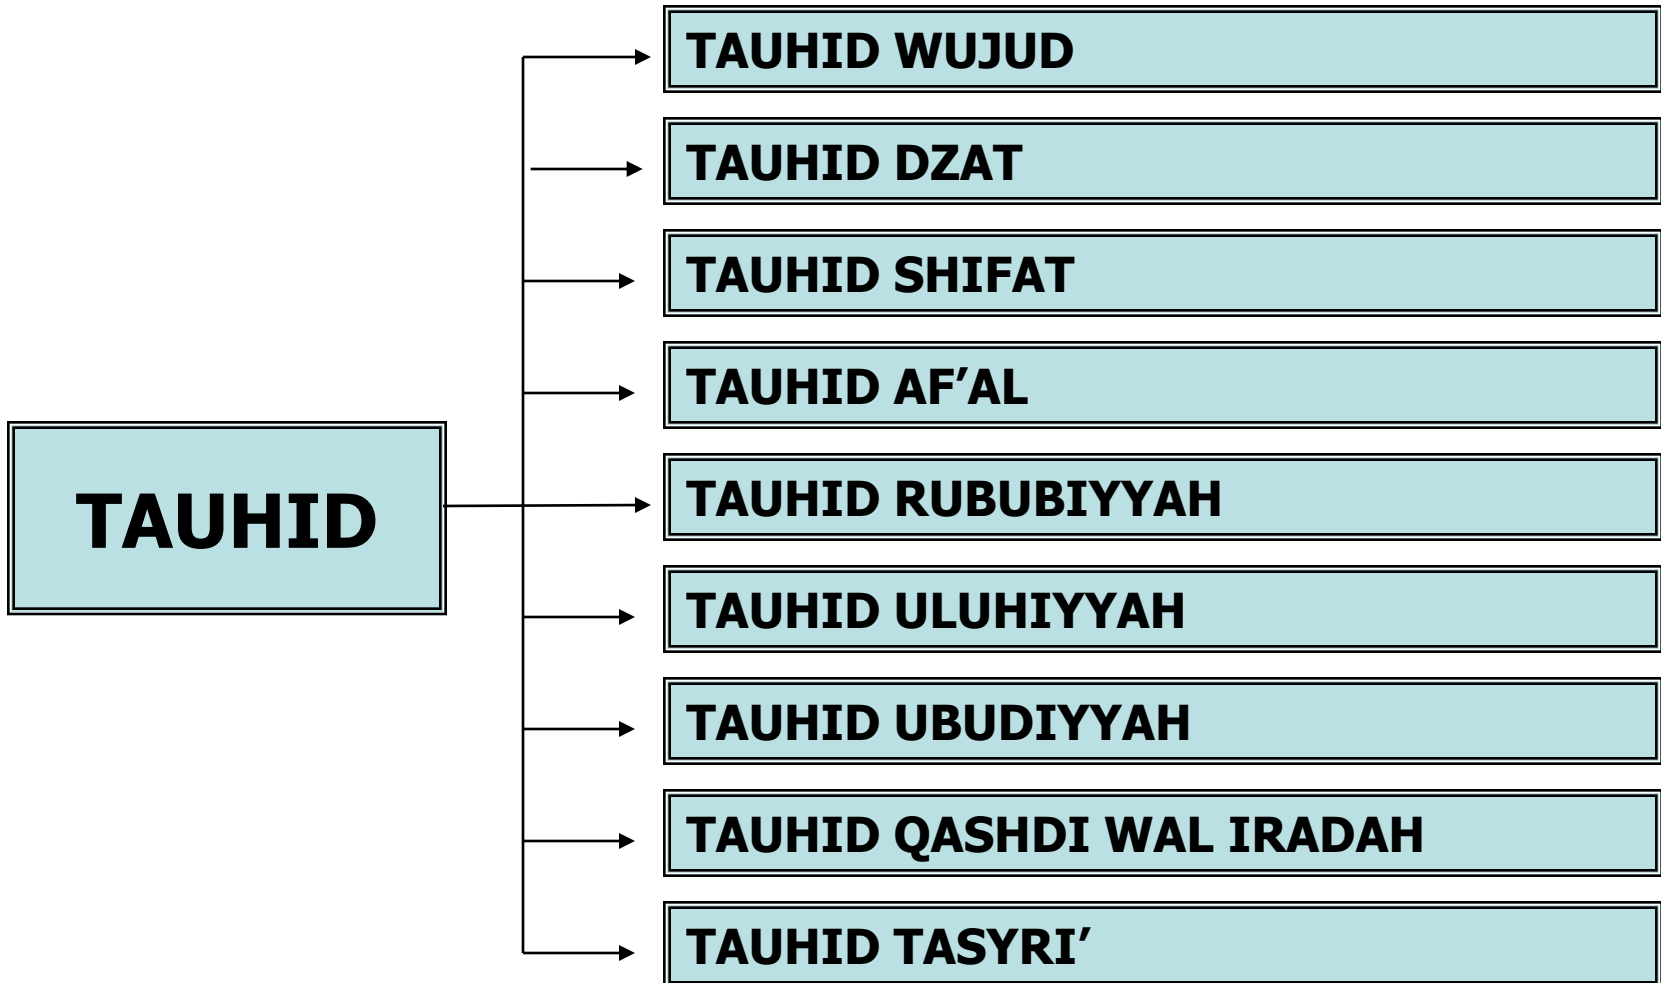 TAUHID
TAUHID WUJUD
TAUHID DZAT
TAUHID SHIFAT
TAUHID AF’AL
TAUHID RUBUBIYYAH
TAUHID ULUHIYYAH
TAUHID UBUDIYYAH
TAUHID QASHDI WAL IRADAH
TAUHID TASYRI’